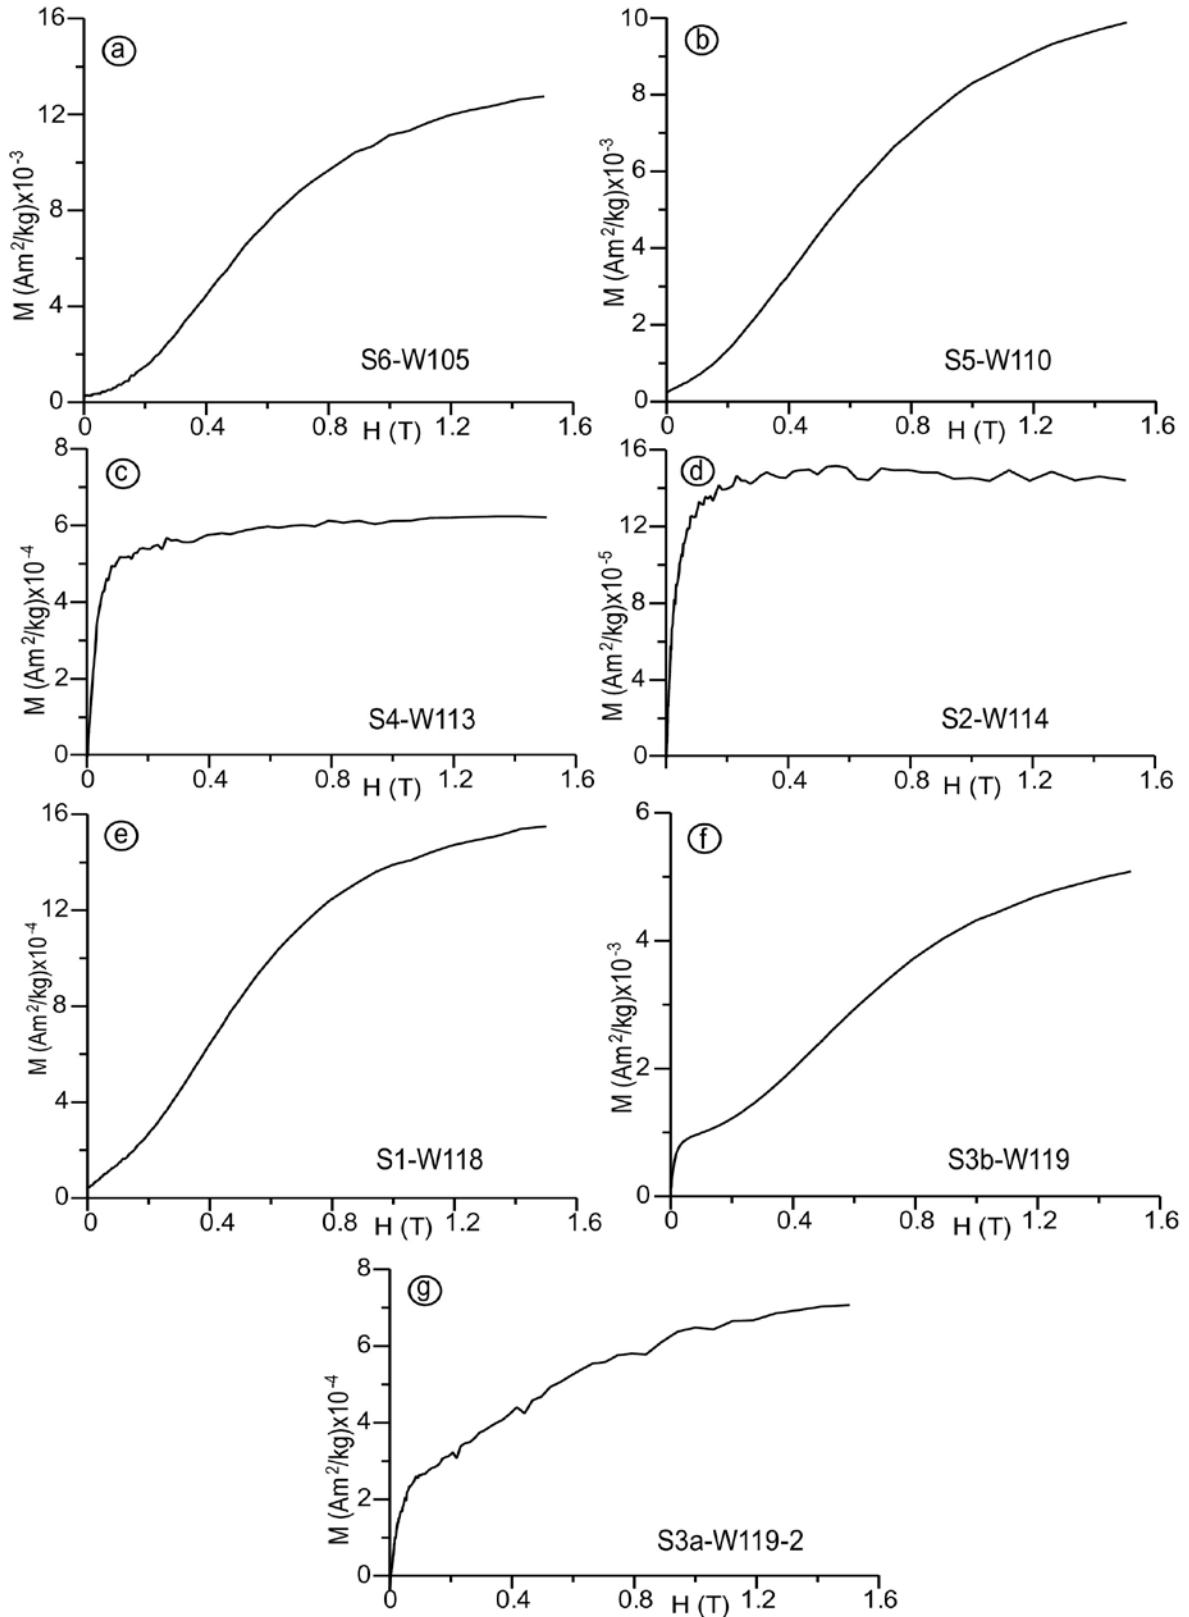 a
M (Am²/kg)x10⁻³
16
12
8
4
0
0 0.4 0.8 1.2 1.6
H (T)
S6-W105
b
M (Am²/kg)x10⁻³
10
8
6
4
2
0
0 0.4 0.8 1.2 1.6
H (T)
S5-W110
c
M (Am²/kg)x10⁻⁴
8
6
4
2
0
0 0.4 0.8 1.2 1.6
H (T)
S4-W113
d
M (Am²/kg)x10⁻⁵
16
12
8
4
0
0 0.4 0.8 1.2 1.6
H (T)
S2-W114
e
M (Am²/kg)x10⁻⁴
16
12
8
4
0
0 0.4 0.8 1.2 1.6
H (T)
S1-W118
f
M (Am²/kg)x10⁻³
6
4
2
0
0 0.4 0.8 1.2 1.6
H (T)
S3b-W119
g
M (Am²/kg)x10⁻⁴
8
6
4
2
0
0 0.4 0.8 1.2 1.6
H (T)
S3a-W119-2